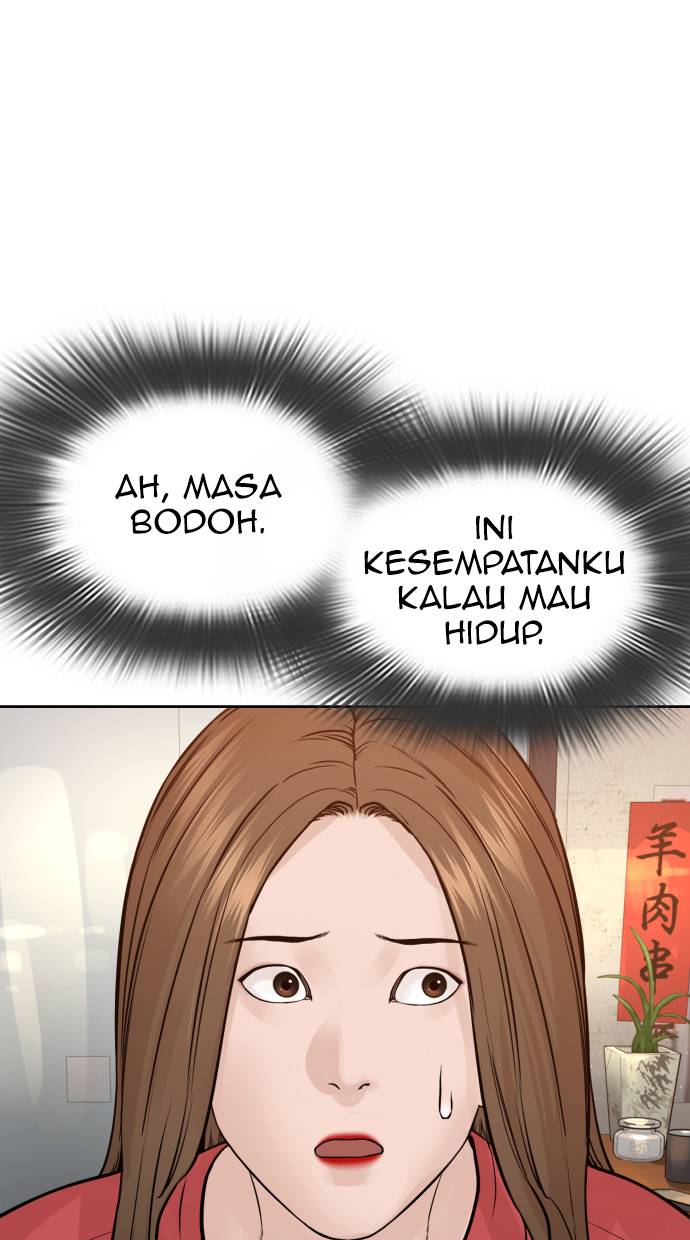 AH, MASA
BODOH.
INI
KESEMPATANKU
KALAU MAU
HIDUP.
羊肉串